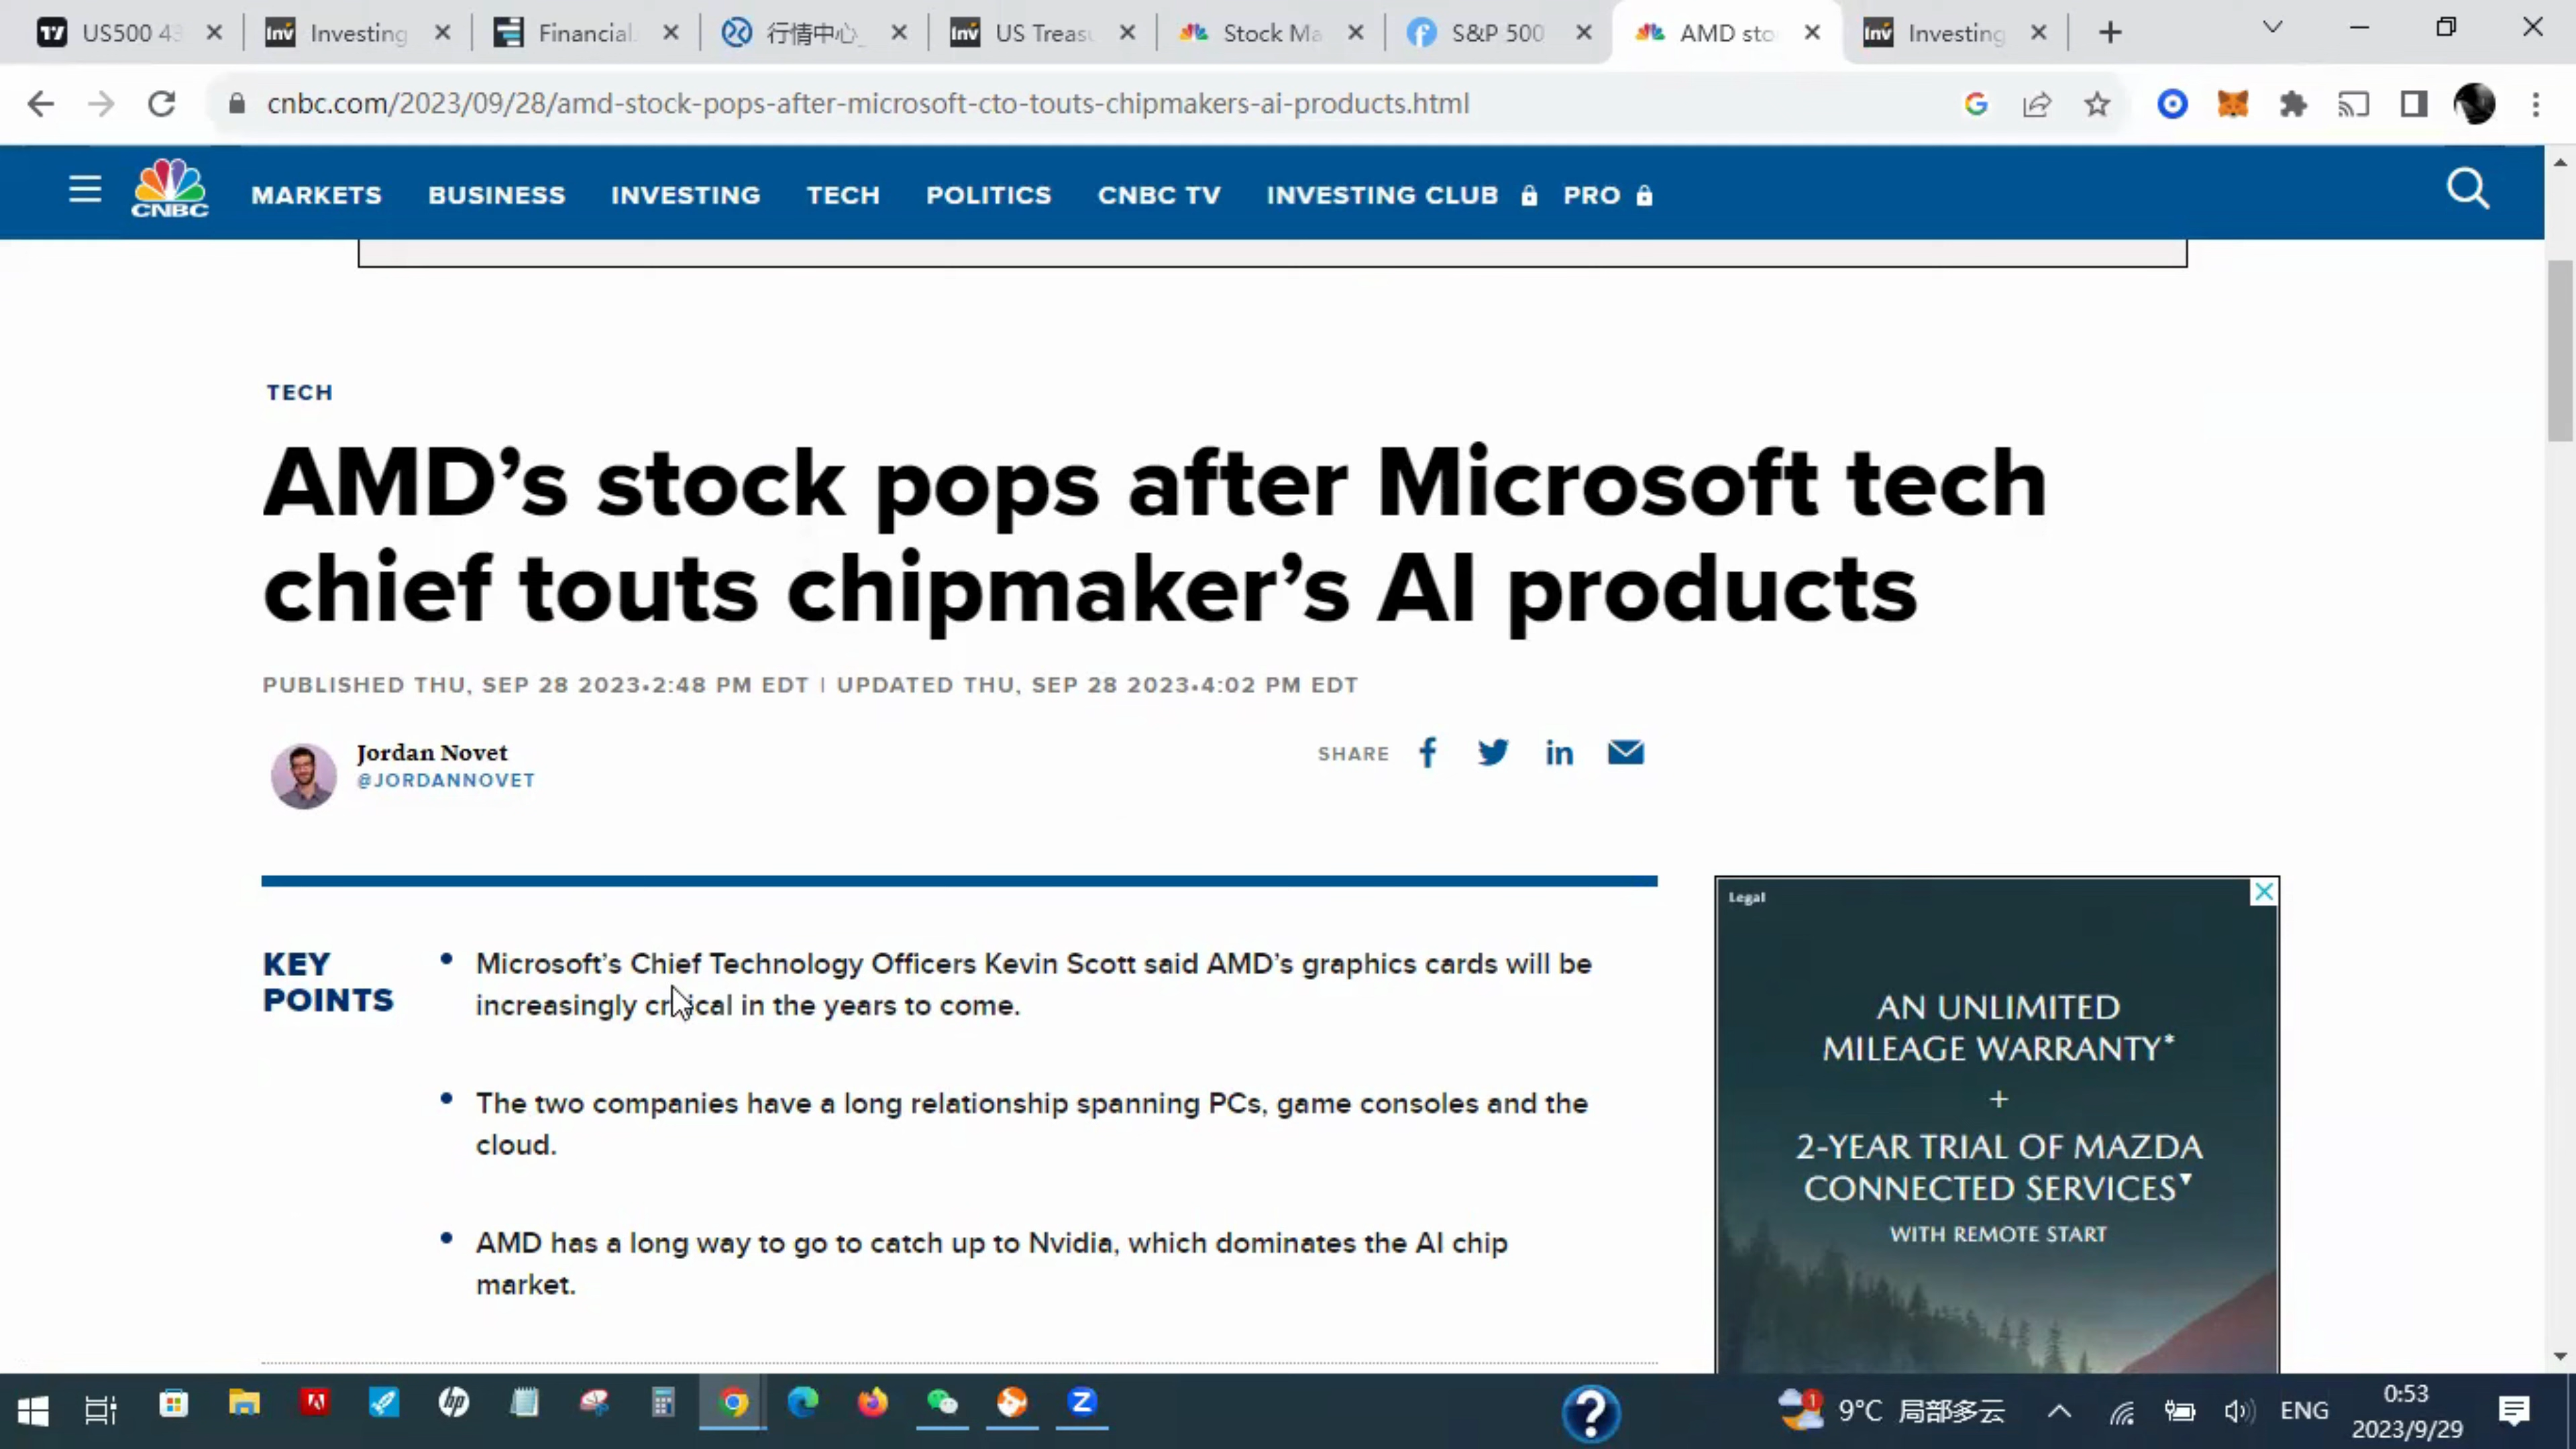 US500 43
Investing
Financial
行情中心_
US Treas
Stock Ma
S&P 500
AMD sto
Investing
cnbc.com/2023/09/28/amd-stock-pops-after-microsoft-cto-touts-chipmakers-ai-products.html
CNBC
MARKETS
BUSINESS
INVESTING
TECH
POLITICS
CNBC TV
INVESTING CLUB
PRO
TECH
AMD’s stock pops after Microsoft tech
chief touts chipmaker’s AI products
PUBLISHED THU, SEP 28 2023•2:48 PM EDT | UPDATED THU, SEP 28 2023•4:02 PM EDT
Jordan Novet
@JORDANNOVET
SHARE
KEY
POINTS
Microsoft’s Chief Technology Officers Kevin Scott said AMD’s graphics cards will be
increasingly critical in the years to come.
The two companies have a long relationship spanning PCs, game consoles and the
cloud.
AMD has a long way to go to catch up to Nvidia, which dominates the AI chip
market.
Legal
AN UNLIMITED
MILEAGE WARRANTY*
+
2-YEAR TRIAL OF MAZDA
CONNECTED SERVICES▼
WITH REMOTE START
1
9°C 局部多云
ENG
0:53
2023/9/29